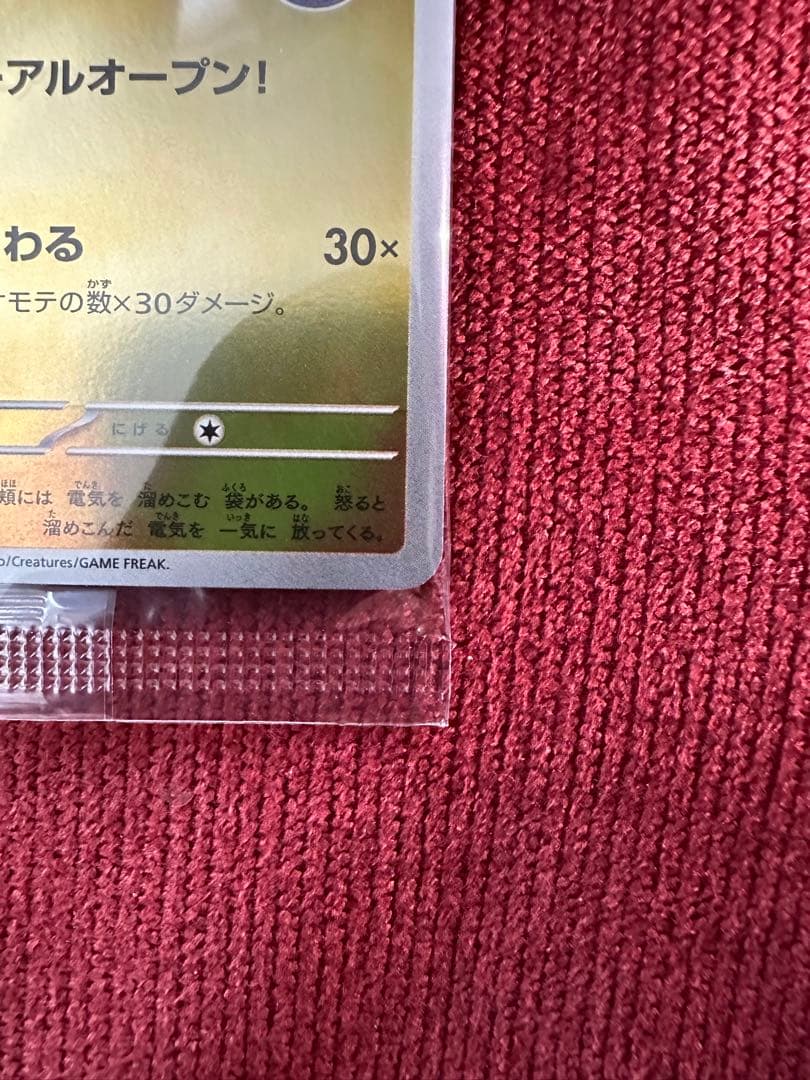 ーアルオープン!
わる 30×
モテの数×30ダメージ。
にげる
頬には 電気を 溜めこむ 袋がある。 怒ると
溜めこんだ 電気を 一気に 放ってくる。
/Creatures/GAME FREAK.